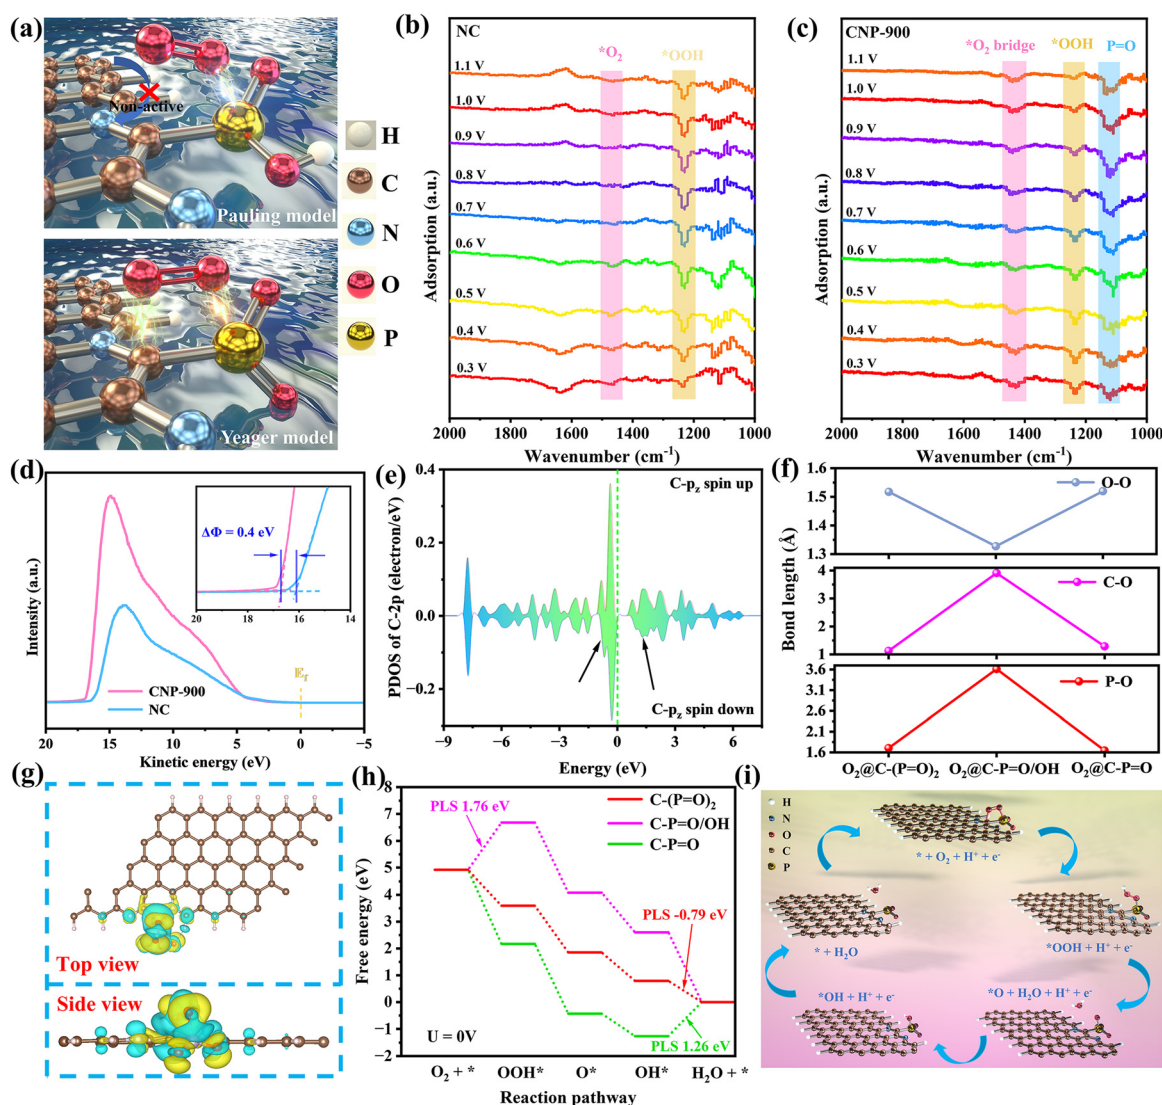 (a)
Non-active
Pauling model
Yeager model
H
C
N
O
P
(b)
NC
*O₂
*OOH
1.1 V
1.0 V
0.9 V
0.8 V
0.7 V
0.6 V
0.5 V
0.4 V
0.3 V
Adsorption (a.u.)
2000 1800 1600 1400 1200 1000
Wavenumber (cm⁻¹)
(c)
CNP-900
*O₂ bridge
*OOH
P=O
1.1 V
1.0 V
0.9 V
0.8 V
0.7 V
0.6 V
0.5 V
0.4 V
0.3 V
Adsorption (a.u.)
2000 1800 1600 1400 1200 1000
Wavenumber (cm⁻¹)
(d)
Intensity (a.u.)
ΔΦ = 0.4 eV
20 18 16 14
E_f
CNP-900
NC
20 15 10 5 0 -5
Kinetic energy (eV)
(e)
PDOS of C-2p (electron/eV)
0.4
0.2
0.0
-0.2
C-p_z spin up
C-p_z spin down
-9 -6 -3 0 3 6
Energy (eV)
(f)
Bond length (Å)
1.6
1.5
1.4
1.3
O-O
4
3
2
1
C-O
3.6
3.1
2.6
2.1
1.6
P-O
O₂@C-(P=O)₂ O₂@C-P=O/OH O₂@C-P=O
(g)
Top view
Side view
(h)
Free energy (eV)
8
7
6
5
4
3
2
1
0
-1
-2
PLS 1.76 eV
C-(P=O)₂
C-P=O/OH
C-P=O
PLS -0.79 eV
PLS 1.26 eV
U = 0V
O₂ + * OOH* O* OH* H₂O + *
Reaction pathway
(i)
H
N
O
C
P
* + O₂ + H⁺ + e⁻
*OOH + H⁺ + e⁻
*O + H₂O + H⁺ + e⁻
*OH + H⁺ + e⁻
* + H₂O